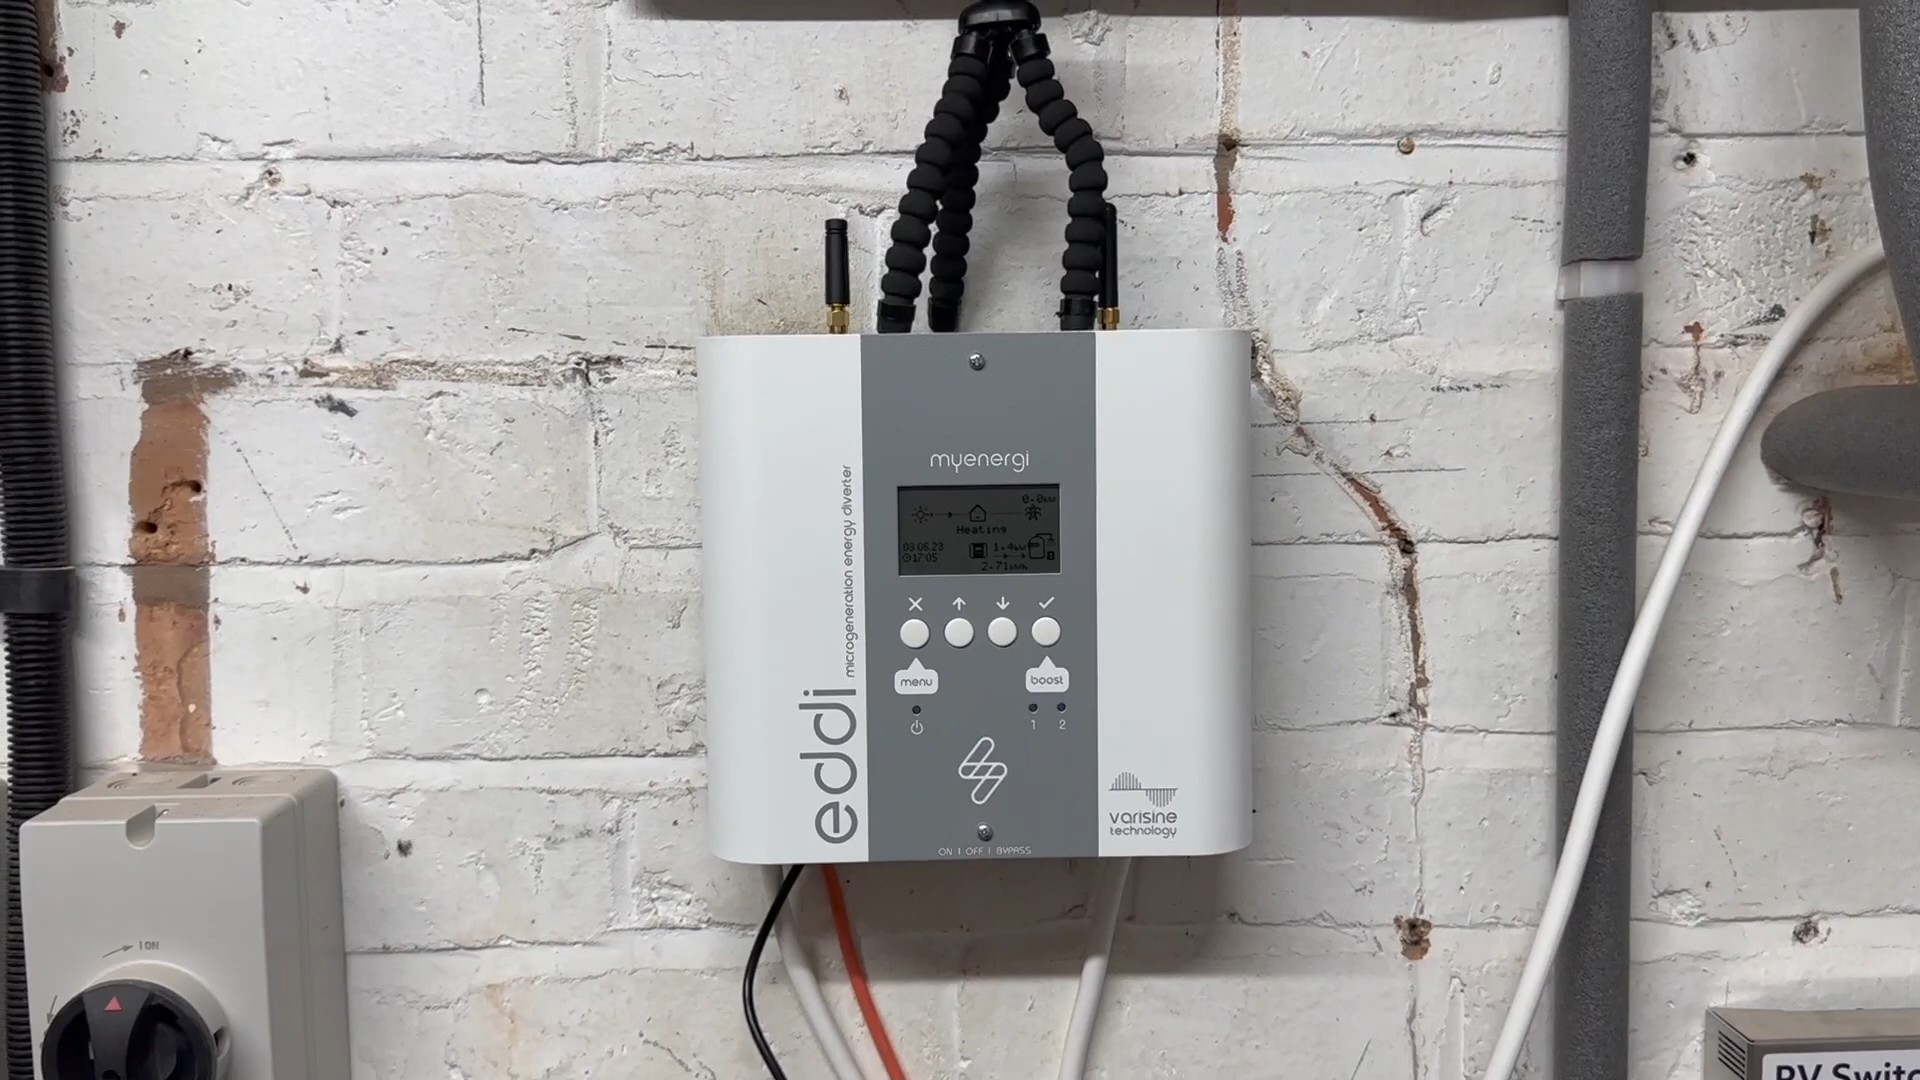 myenergi
0.0kW
Heating
03.06.23
17:05
1.4kW
2.71kWh
menu
boost
1 2
eddi
microgeneration energy diverter
varisine
technology
ON | OFF | BYPASS
I ON
PV Switc